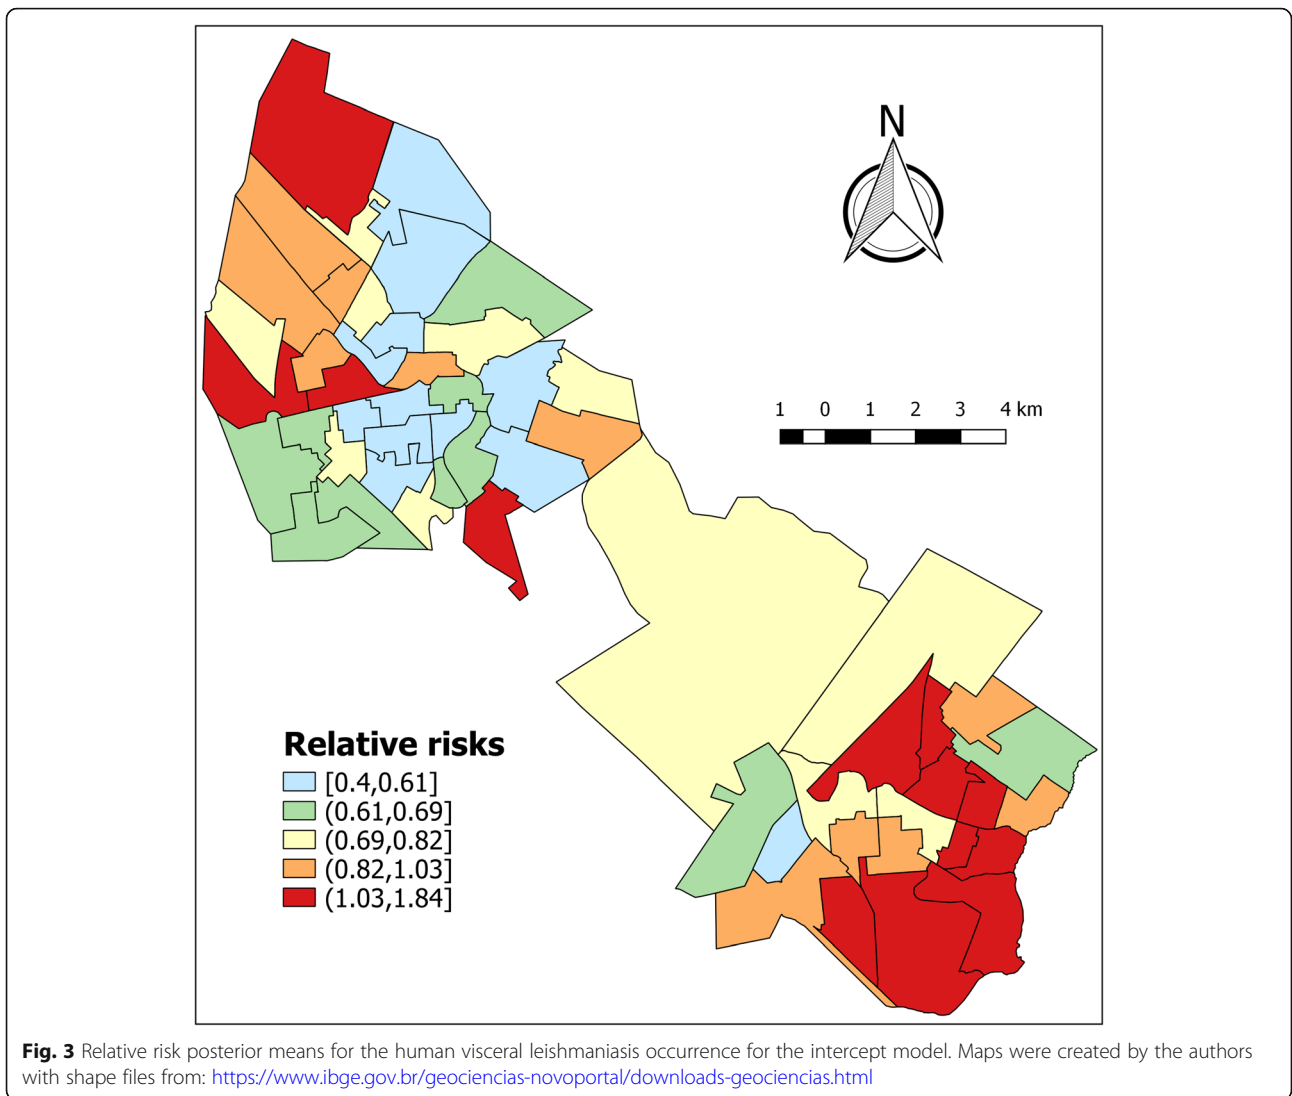 N
1 0 1 2 3 4 km
Relative risks
[0.4,0.61]
(0.61,0.69]
(0.69,0.82]
(0.82,1.03]
(1.03,1.84]
Fig. 3 Relative risk posterior means for the human visceral leishmaniasis occurrence for the intercept model. Maps were created by the authors
with shape files from: https://www.ibge.gov.br/geociencias-novoportal/downloads-geociencias.html